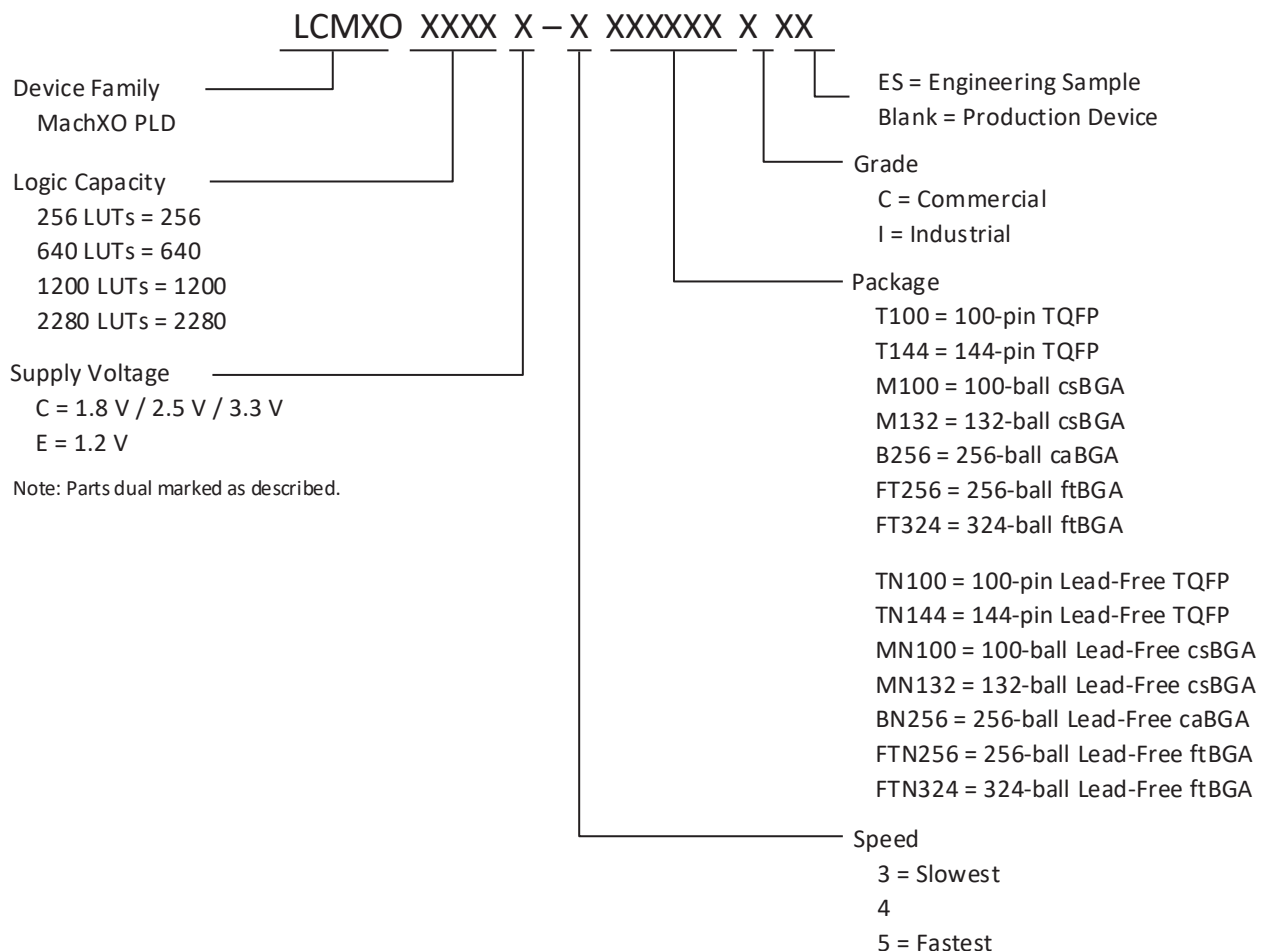 LCMXO XXXX X – X XXXXXX X XX
Device Family
MachXO PLD
Logic Capacity
256 LUTs = 256
640 LUTs = 640
1200 LUTs = 1200
2280 LUTs = 2280
Supply Voltage
C = 1.8 V / 2.5 V / 3.3 V
E = 1.2 V
Note: Parts dual marked as described.
ES = Engineering Sample
Blank = Production Device
Grade
C = Commercial
I = Industrial
Package
T100 = 100-pin TQFP
T144 = 144-pin TQFP
M100 = 100-ball csBGA
M132 = 132-ball csBGA
B256 = 256-ball caBGA
FT256 = 256-ball ftBGA
FT324 = 324-ball ftBGA
TN100 = 100-pin Lead-Free TQFP
TN144 = 144-pin Lead-Free TQFP
MN100 = 100-ball Lead-Free csBGA
MN132 = 132-ball Lead-Free csBGA
BN256 = 256-ball Lead-Free caBGA
FTN256 = 256-ball Lead-Free ftBGA
FTN324 = 324-ball Lead-Free ftBGA
Speed
3 = Slowest
4
5 = Fastest